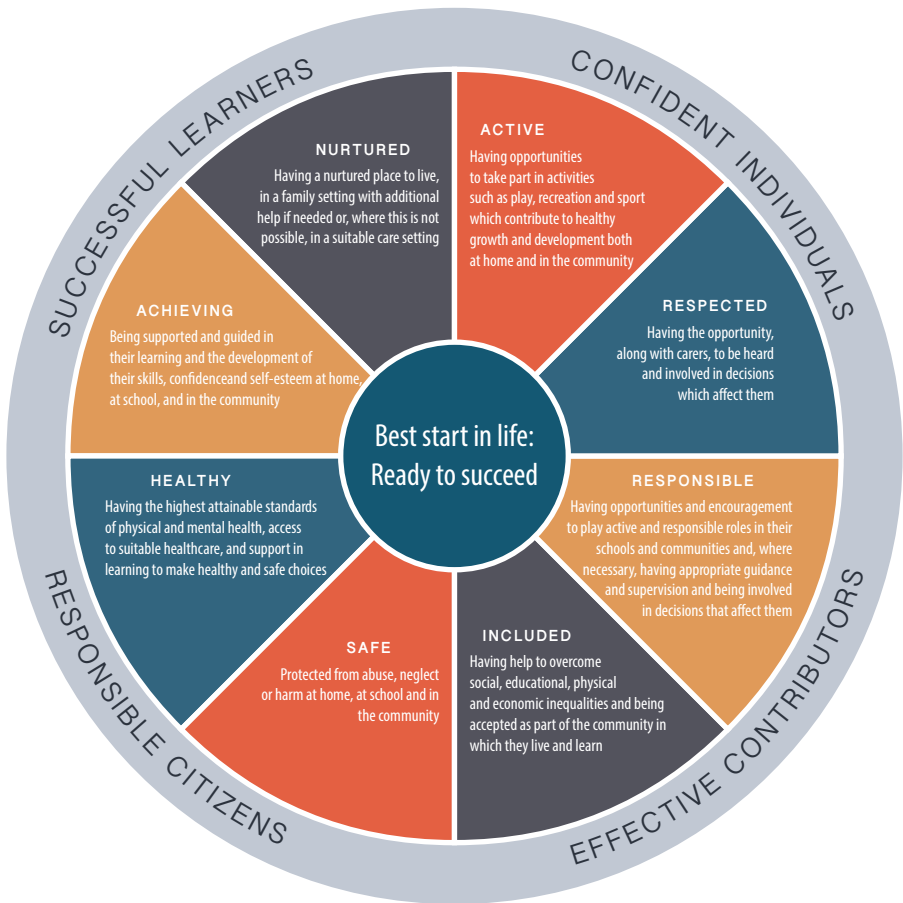 SUCCESSFUL LEARNERS
CONFIDENT INDIVIDUALS
NURTURED
Having a nurtured place to live,
in a family setting with additional
help if needed or, where this is not
possible, in a suitable care setting
ACTIVE
Having opportunities
to take part in activities
such as play, recreation and sport
which contribute to healthy
growth and development both
at home and in the community
ACHIEVING
Being supported and guided in
their learning and the development of
their skills, confidenceand self-esteem at home,
at school, and in the community
RESPECTED
Having the opportunity,
along with carers, to be heard
and involved in decisions
which affect them
Best start in life:
Ready to succeed
HEALTHY
Having the highest attainable standards
of physical and mental health, access
to suitable healthcare, and support in
learning to make healthy and safe choices
RESPONSIBLE
Having opportunities and encouragement
to play active and responsible roles in their
schools and communities and, where
necessary, having appropriate guidance
and supervision and being involved
in decisions that affect them
SAFE
Protected from abuse, neglect
or harm at home, at school and in
the community
INCLUDED
Having help to overcome
social, educational, physical
and economic inequalities and being
accepted as part of the community in
which they live and learn
RESPONSIBLE CITIZENS
EFFECTIVE CONTRIBUTORS